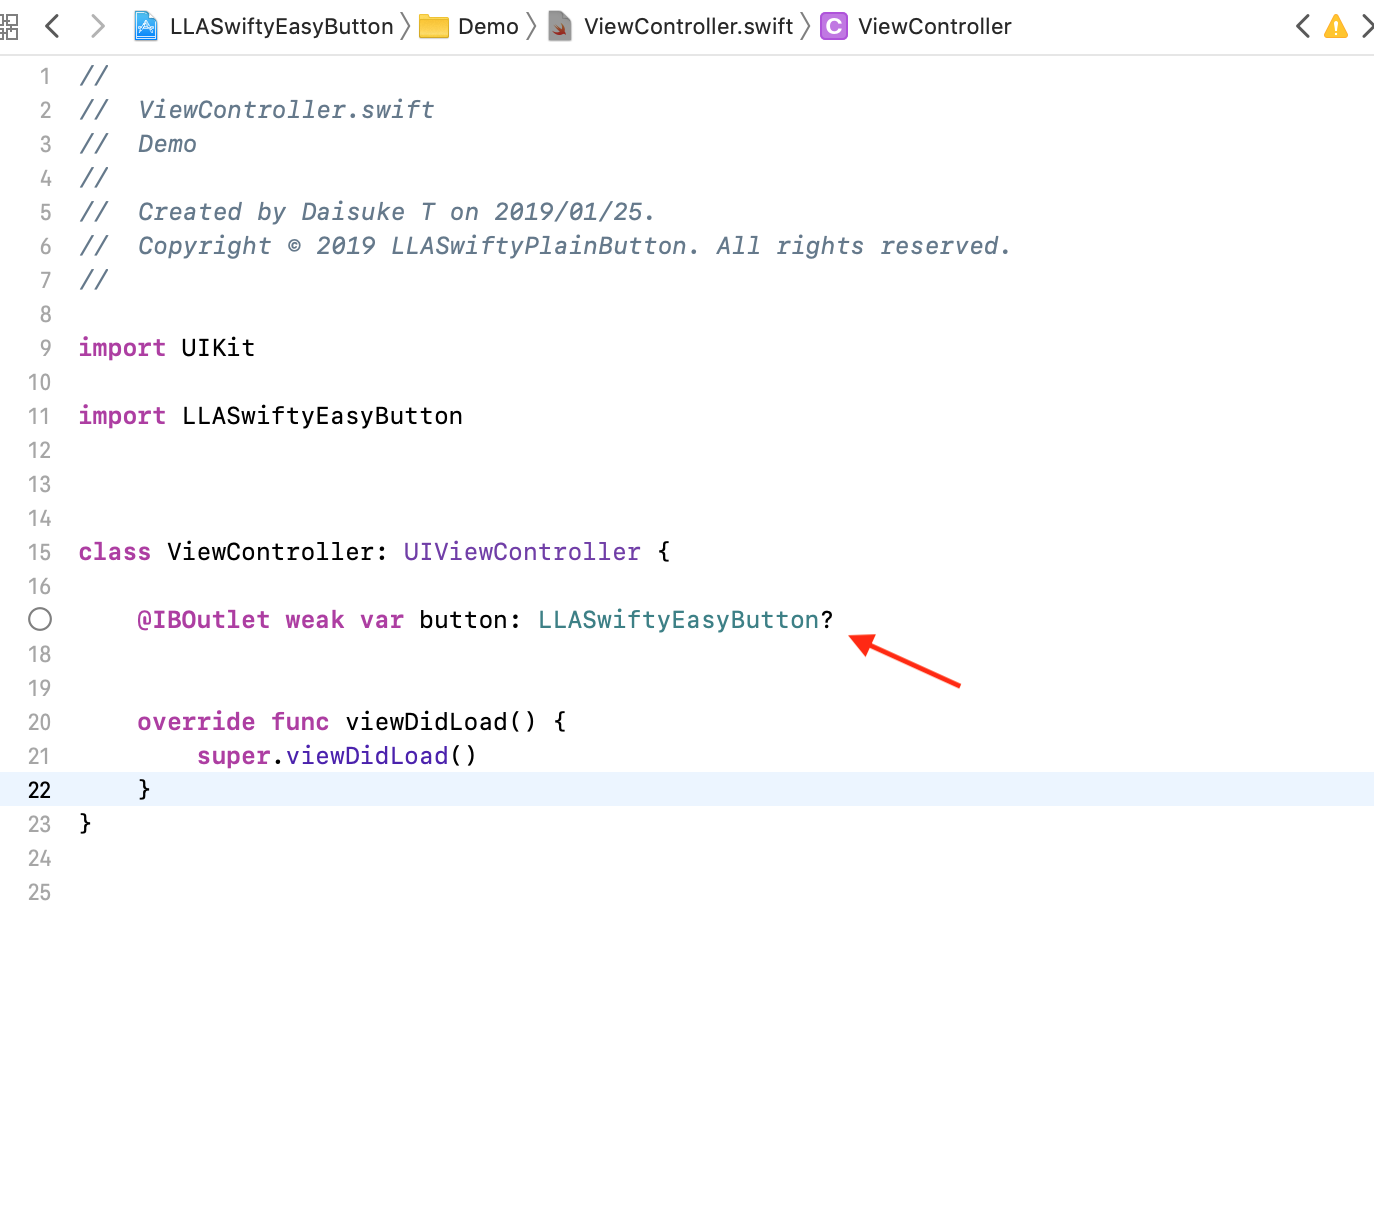 LLASwiftyEasyButton Demo ViewController.swift C ViewController
1 //
2 //  ViewController.swift
3 //  Demo
4 //
5 //  Created by Daisuke T on 2019/01/25.
6 //  Copyright © 2019 LLASwiftyPlainButton. All rights reserved.
7 //
8
9 import UIKit
10
11 import LLASwiftyEasyButton
12
13
14
15 class ViewController: UIViewController {
16
@IBOutlet weak var button: LLASwiftyEasyButton?
18
19
20     override func viewDidLoad() {
21         super.viewDidLoad()
22     }
23 }
24
25